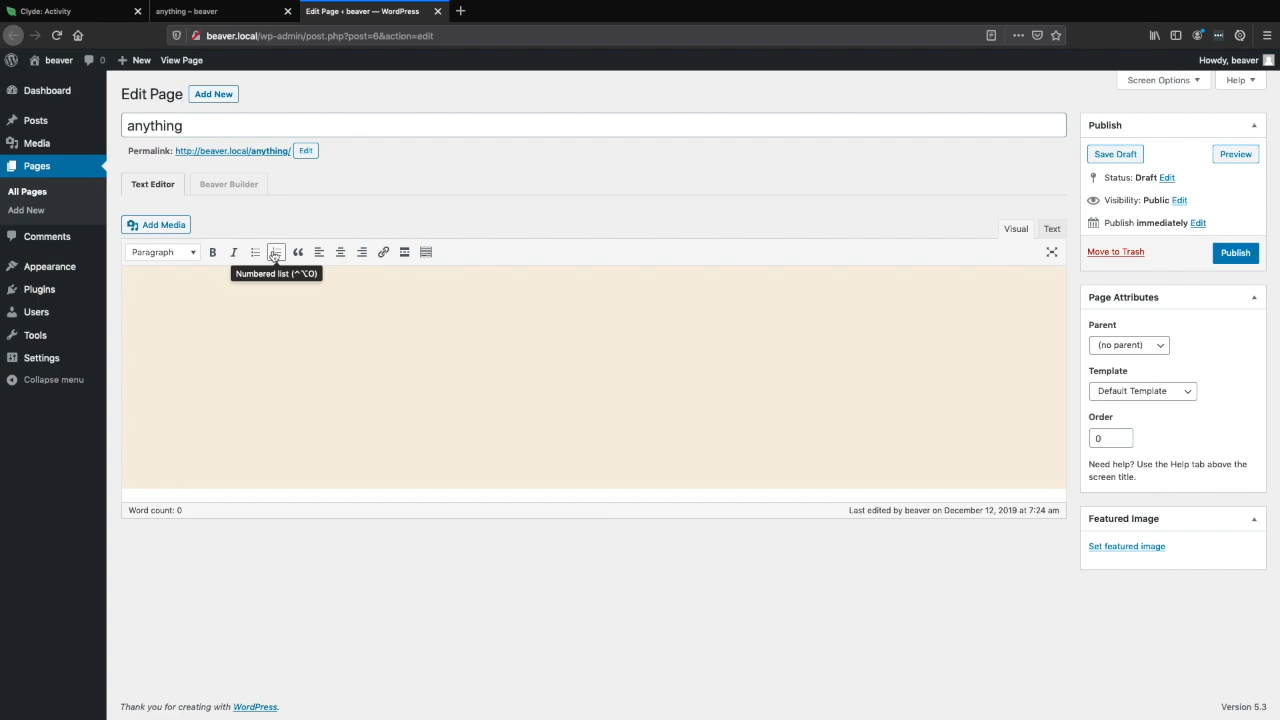 Clyde: Activity
anything – beaver
Edit Page ‹ beaver — WordPress
beaver.local/wp-admin/post.php?post=6&action=edit
beaver
0
New
View Page
Howdy, beaver
Dashboard
Posts
Media
Pages
All Pages
Add New
Comments
Appearance
Plugins
Users
Tools
Settings
Collapse menu
Screen Options
Help
Edit Page
Add New
anything
Permalink: http://beaver.local/anything/ Edit
Text Editor
Beaver Builder
Add Media
Visual
Text
Paragraph
B
I
Numbered list (^⌥O)
Word count: 0
Last edited by beaver on December 12, 2019 at 7:24 am
Publish
Save Draft
Preview
Status: Draft Edit
Visibility: Public Edit
Publish immediately Edit
Move to Trash
Publish
Page Attributes
Parent
(no parent)
Template
Default Template
Order
0
Need help? Use the Help tab above the
screen title.
Featured Image
Set featured image
Thank you for creating with WordPress.
Version 5.3